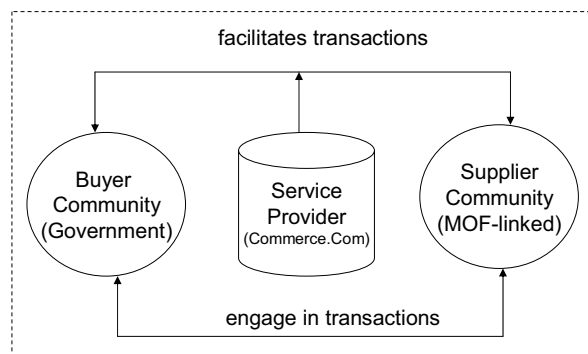 facilitates transactions
Buyer
Community
(Government)
Service
Provider
(Commerce.Com)
Supplier
Community
(MOF-linked)
engage in transactions